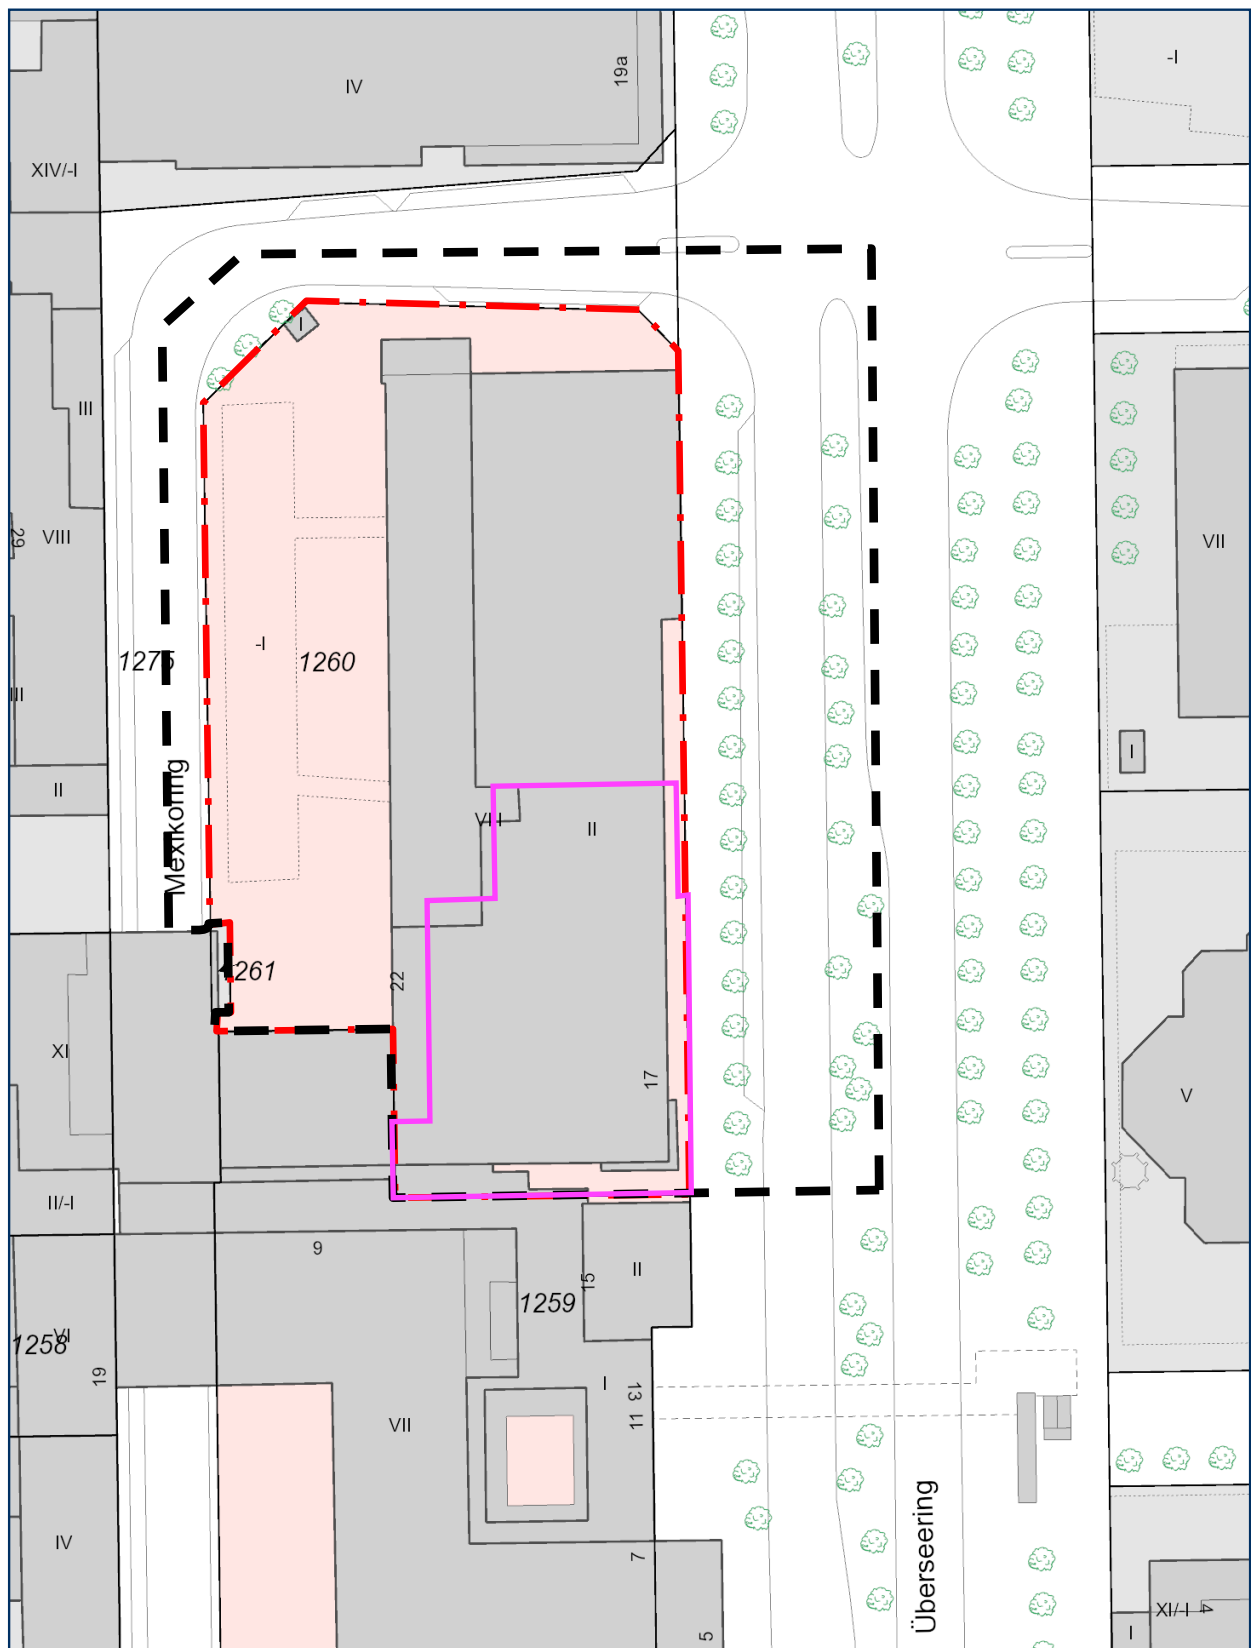 IV
19a
-I
XIV/-I
I
III
29
VIII
VII
-I
1260
1275
III
I
II
Mexikoring
VII
II
1261
22
XI
17
V
II/-I
9
II
15
1259
VI
1258
19
I
13
11
VII
Überseering
IV
7
XI/-I
4
I
5